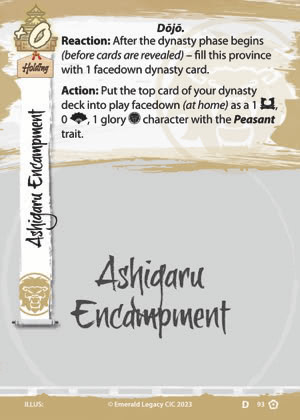 +0
Holding
Dōjō.
Reaction: After the dynasty phase begins
(before cards are revealed) – fill this province
with 1 facedown dynasty card.
Action: Put the top card of your dynasty
deck into play facedown (at home) as a 1 ,
0 , 1 glory character with the Peasant
trait.
Ashigaru Encampment
Ashigaru
Encampment
ILLUS:
© Emerald Legacy CIC 2023
D 93